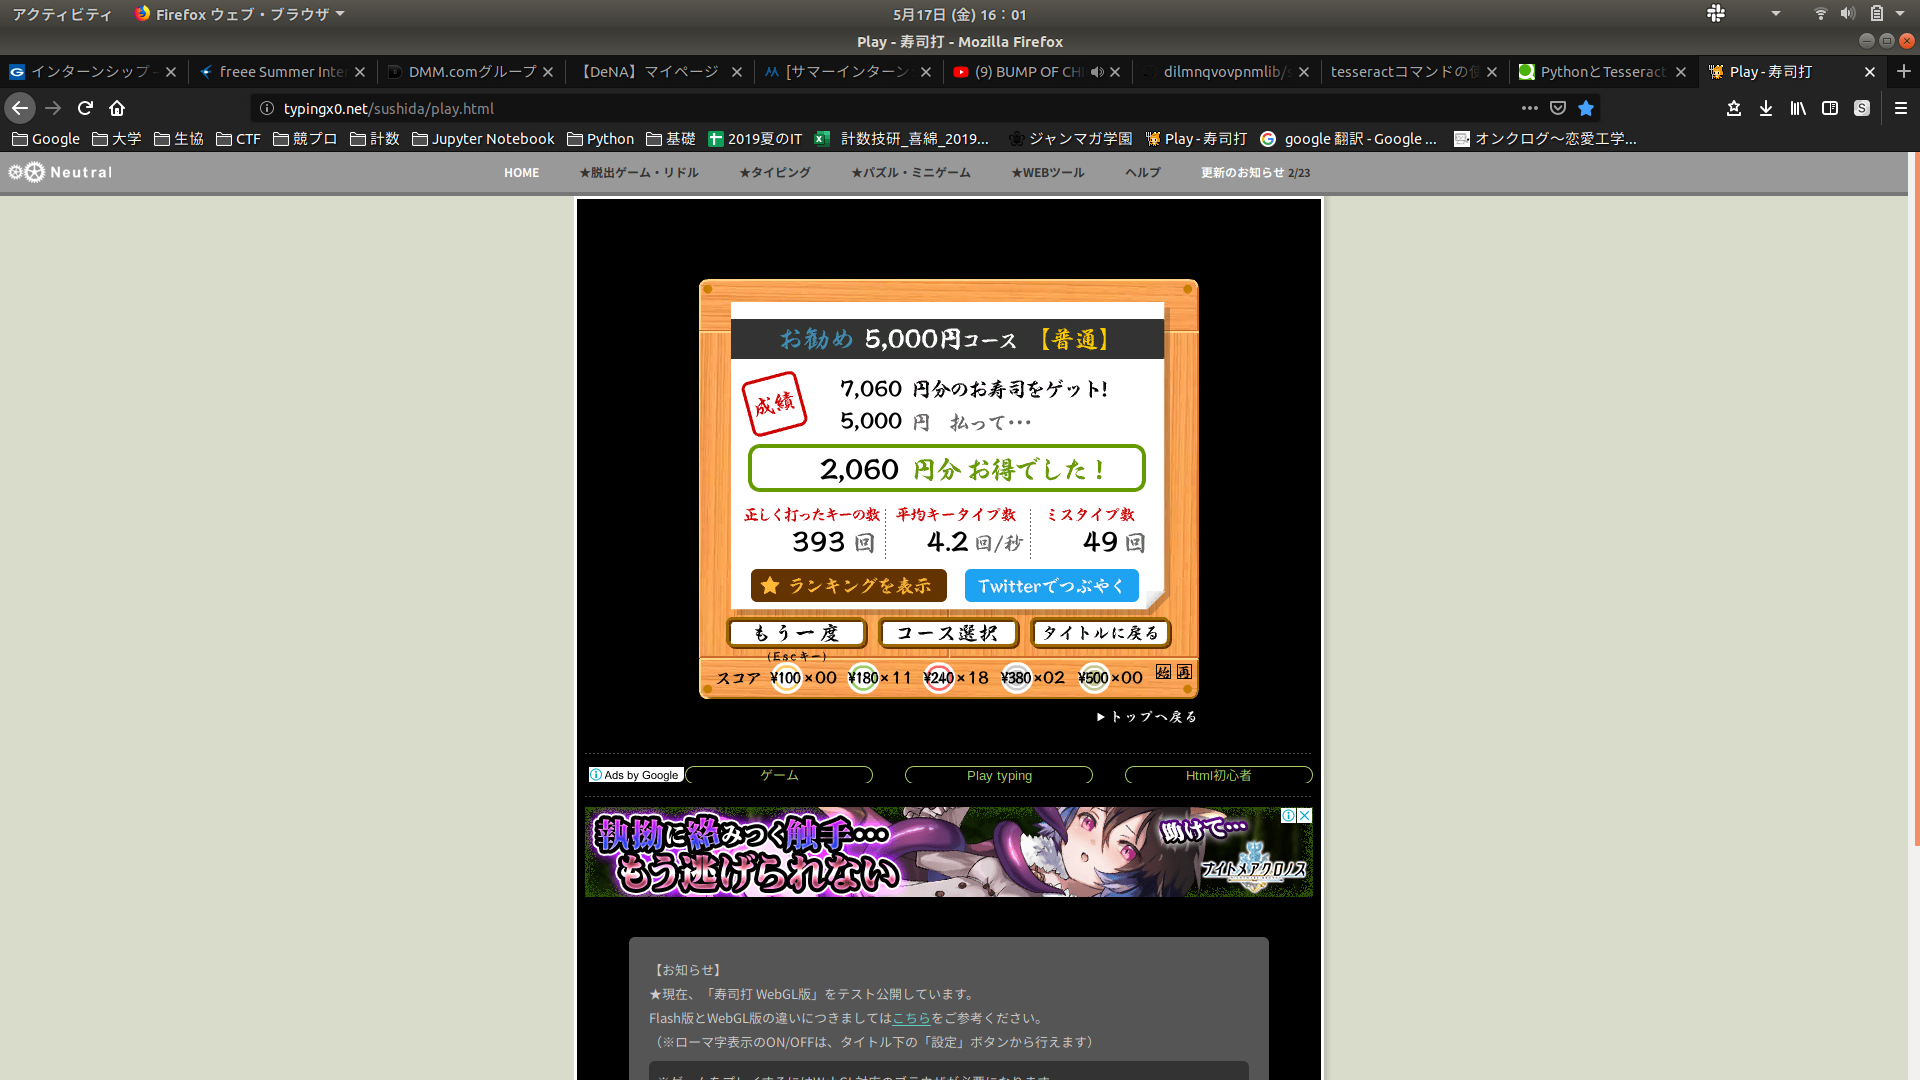 アクティビティ Firefox ウェブ・ブラウザ 5月17日 (金) 16：01
Play - 寿司打 - Mozilla Firefox
インターンシップ - freee Summer Inte DMM.comグループ 【DeNA】マイページ [サマーインターン (9) BUMP OF CH dilmnqvovpnmlib/s tesseractコマンドの使 PythonとTesseract Play - 寿司打
typingx0.net/sushida/play.html
Google 大学 生協 CTF 競プロ 計数 Jupyter Notebook Python 基礎 2019夏のIT 計数技研_喜綿_2019... ジャンマガ学園 Play - 寿司打 google 翻訳 - Google ... オンクログ～恋愛工学...
Neutral HOME ★脱出ゲーム・リドル ★タイピング ★パズル・ミニゲーム ★WEBツール ヘルプ 更新のお知らせ 2/23
お勧め 5,000円コース 【普通】
成績
7,060 円分のお寿司をゲット!
5,000 円 払って･･･
2,060 円分 お得でした！
正しく打ったキーの数 平均キータイプ数 ミスタイプ数
393 回 4.2 回/秒 49 回
ランキングを表示 Twitterでつぶやく
もう一度 コース選択 タイトルに戻る
(Escキー)
スコア ¥100×00 ¥180×11 ¥240×18 ¥380×02 ¥500×00 再
▶トップへ戻る
Ads by Google ゲーム Play typing Html初心者
執拗に絡みつく触手…
もう逃げられない
助けて…
ナイトメアクロノス
【お知らせ】
★現在、「寿司打 WebGL版」をテスト公開しています。
Flash版とWebGL版の違いにつきましてはこちらをご参考ください。
（※ローマ字表示のON/OFFは、タイトル下の「設定」ボタンから行えます）